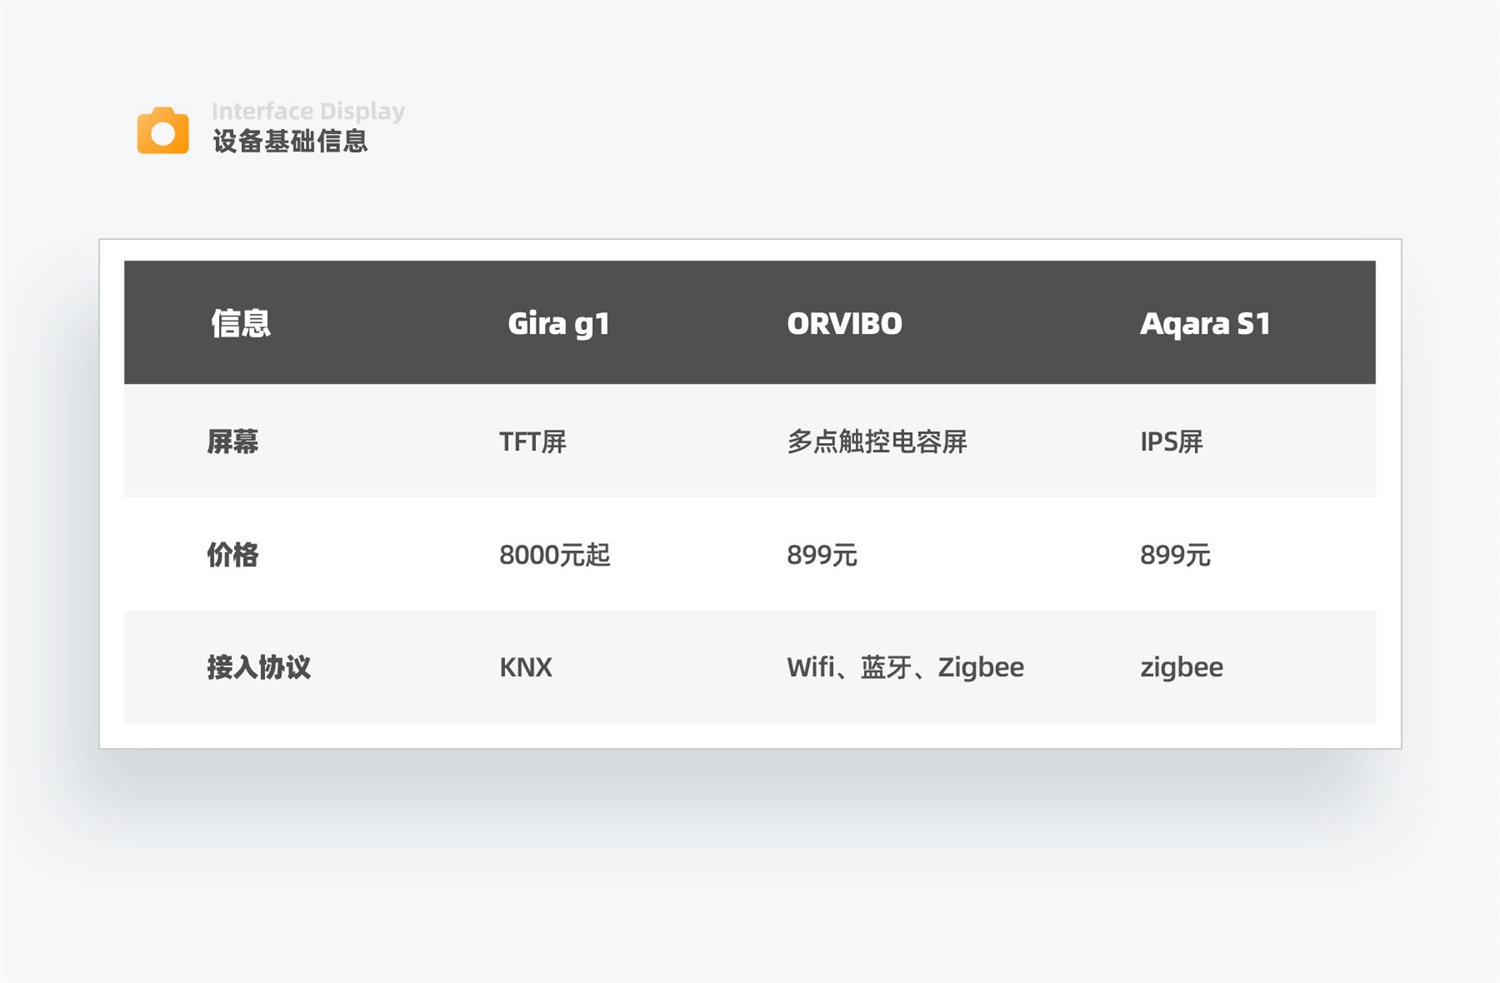 Interface Display
设备基础信息
信息 Gira g1 ORVIBO Aqara S1
屏幕 TFT屏 多点触控电容屏 IPS屏
价格 8000元起 899元 899元
接入协议 KNX Wifi、蓝牙、Zigbee zigbee